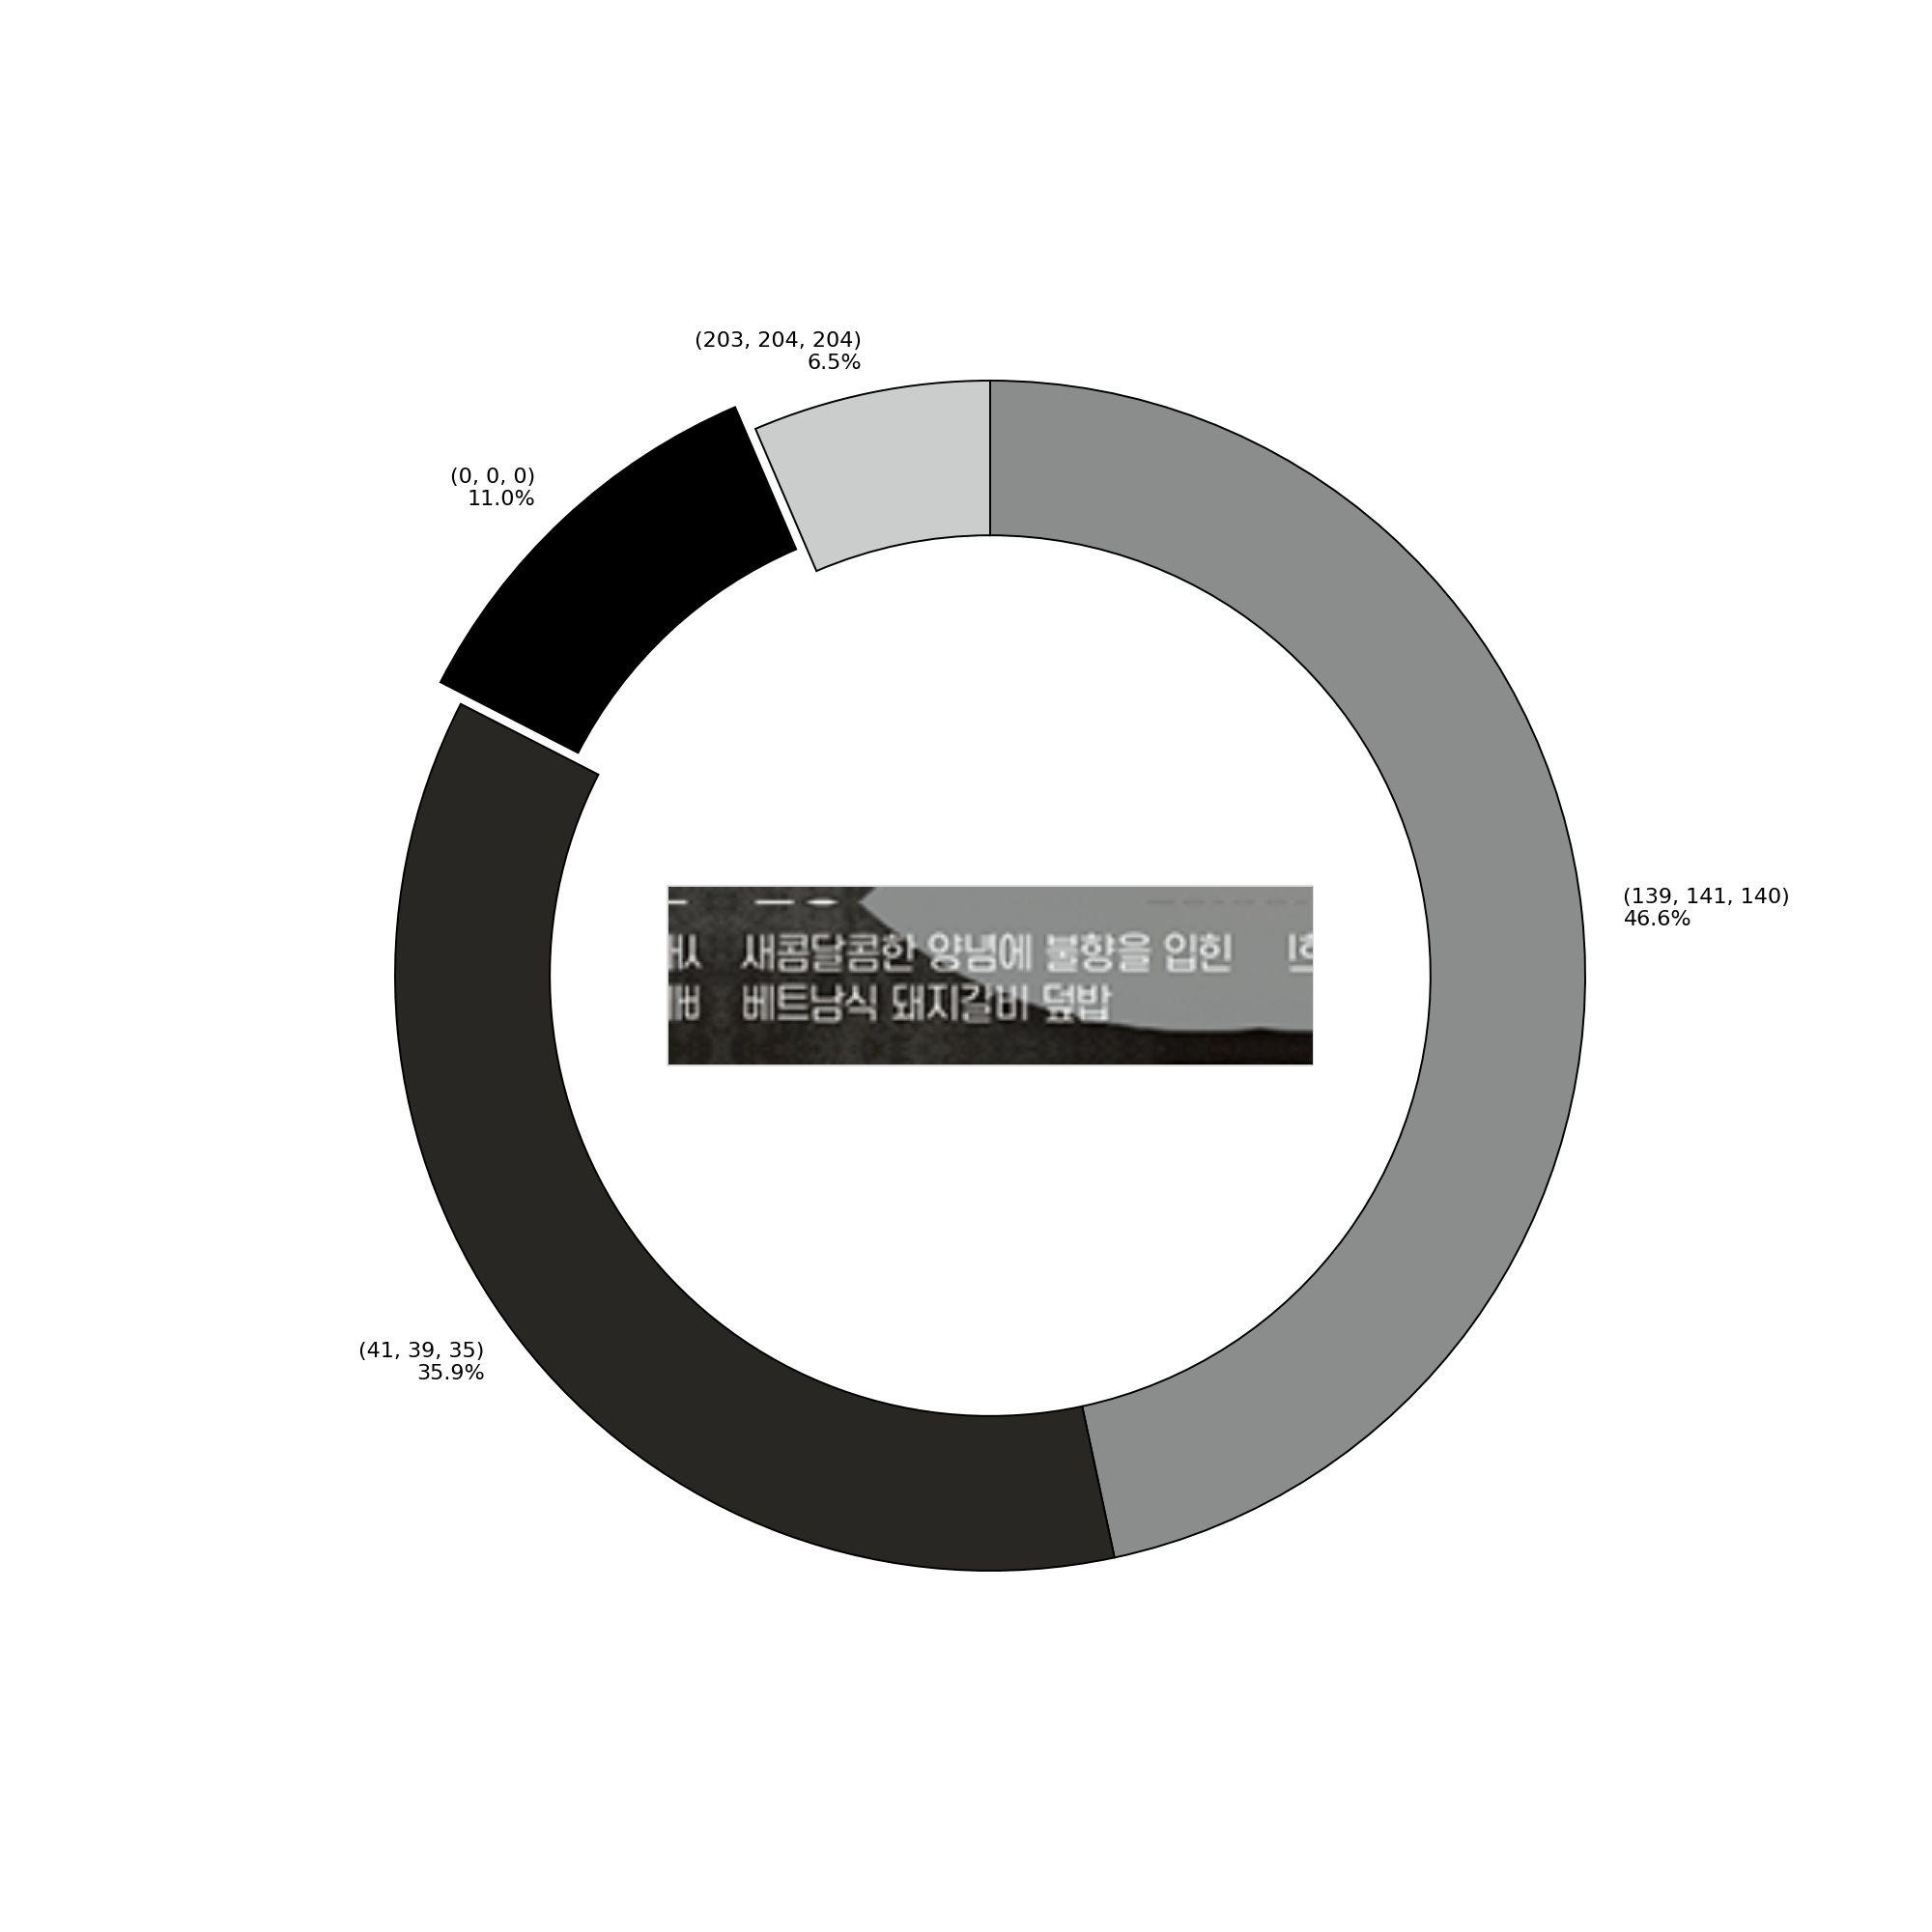 (203, 204, 204)
6.5%
(0, 0, 0)
11.0%
(139, 141, 140)
46.6%
새콤달콤한 양념에 불향을 입힌
베트남식 돼지갈비 덮밥
(41, 39, 35)
35.9%